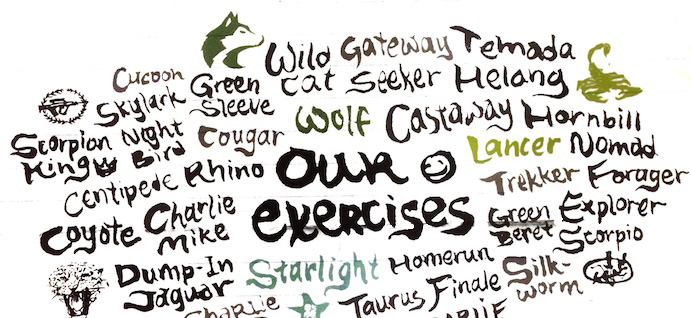 Wild Gateway Temada
Cucoon Green Cat Seeker Helang
Skylark Sleeve Wolf Castaway Hornbill
Scorpion Night Cougar Lancer Nomad
King Bird OUR
Centipede Rhino Trekker Forager
Coyote Charlie exercises Green Explorer
Mike Beret Scorpio
Dump-In Starlight Homerun Silk-
Jaguar Taurus Finale worm
Charlie